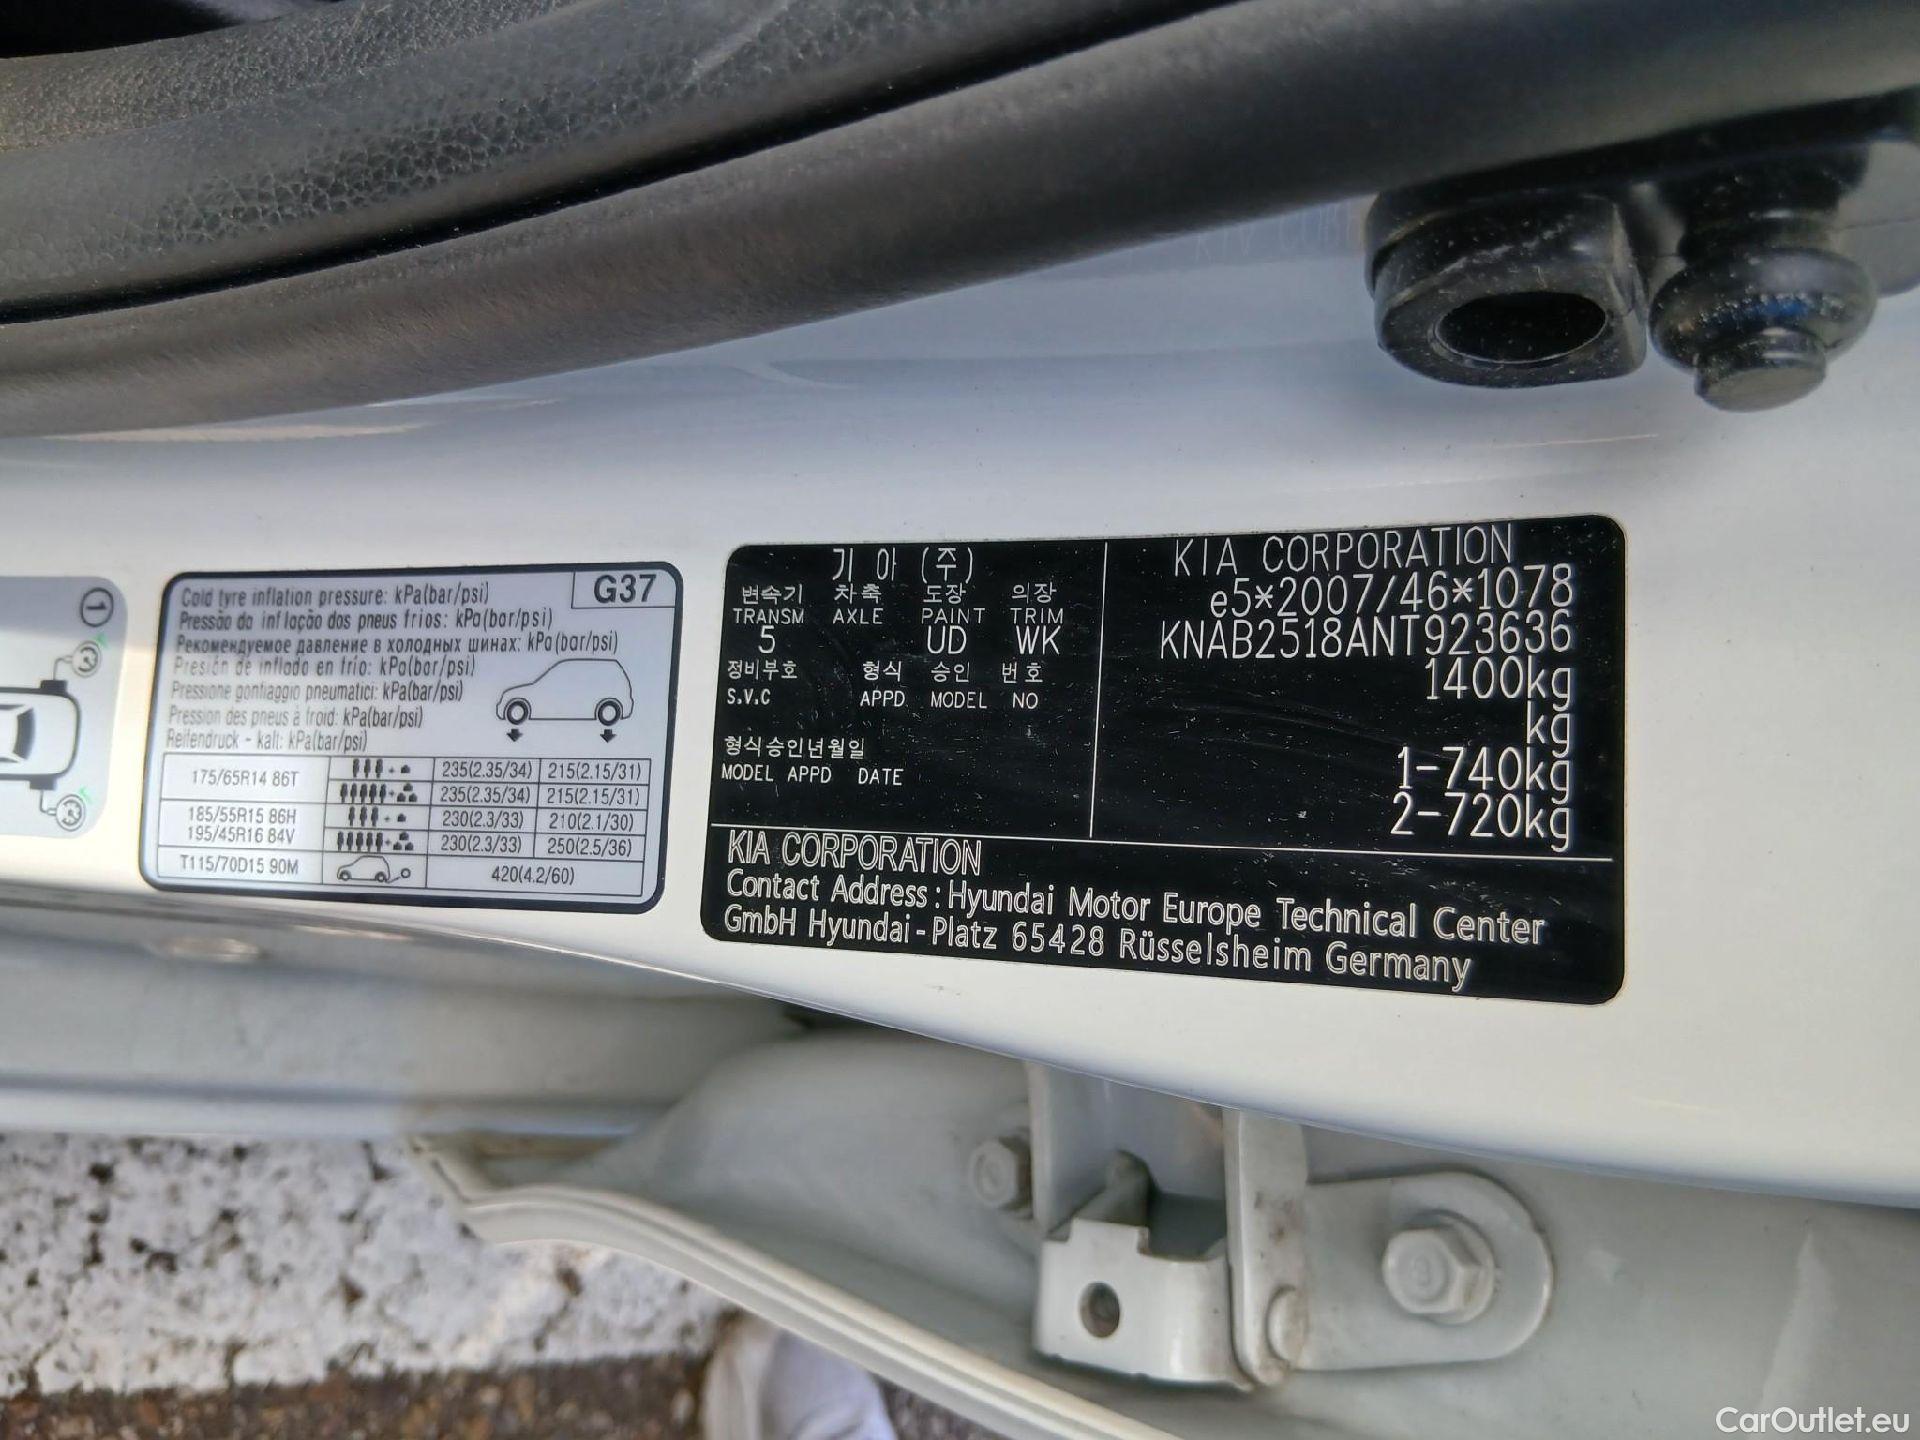 ①
G37
Cold tyre inflation pressure: kPa(bar/psi)
Pressão da inflação dos pneus frios: kPa(bar/psi)
Рекомендуемое давление в холодных шинах: kPa(bar/psi)
Presión de inflado en frío: kPa(bar/psi)
Pressione gonfiaggio pneumatici: kPa(bar/psi)
Pression des pneus à froid: kPa(bar/psi)
Reifendruck - kalt: kPa(bar/psi)
175/65R14 86T 235(2.35/34) 215(2.15/31)
235(2.35/34) 215(2.15/31)
185/55R15 86H 230(2.3/33) 210(2.1/30)
195/45R16 84V 230(2.3/33) 250(2.5/36)
T115/70D15 90M 420(4.2/60)
기 아 (주)
변속기 차축 도장 의장
TRANSM AXLE PAINT TRIM
5 UD WK
정비부호 형식 승인 번호
S.V.C APPD MODEL NO
형식승인년월일
MODEL APPD DATE
KIA CORPORATION
e5*2007/46*1078
KNAB2518ANT923636
1400kg
kg
1-740kg
2-720kg
KIA CORPORATION
Contact Address : Hyundai Motor Europe Technical Center
GmbH Hyundai-Platz 65428 Rüsselsheim Germany
8
CarOutlet.eu